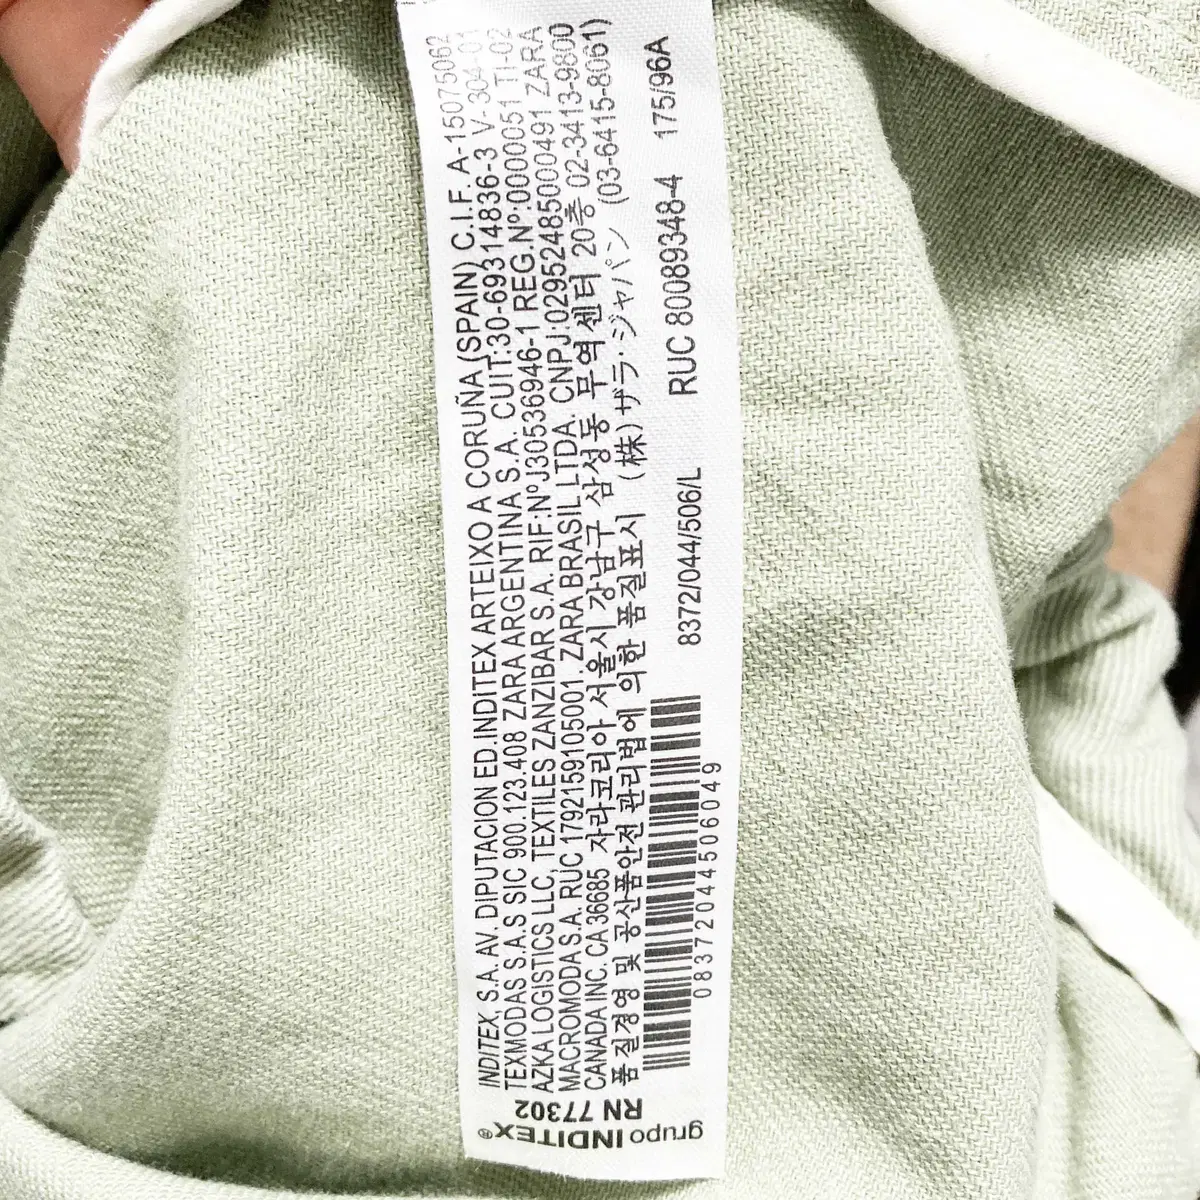 INDITEX, S.A. AV. DIPUTACION ED.INDITEX ARTEIXO A CORUÑA (SPAIN) C.I.F. A-15075062
TEXMODAS S.A.S SIC 900.123.408 ZARA ARGENTINA S.A. CUIT:30-69314836-3 V-1304-01
AZKA LOGISTICS LLC, TEXTILES ZANZIBAR S.A. RIF:NºJ30536946-1 REG.Nº:0000051 TI-02
MACROMODA S.A. RUC 1792159105001. ZARA BRASIL LTDA. CNPJ:02952485000491 ZARA
CANADA INC. CA 36685 자라코리아 서울시 강남구 삼성동 무역센터 20층 02-3413-9800
품질경영 및 공산품안전관리법에 의한 품질표시 (株)ザラ・ジャパン (03-6415-8061)
8372/044/506/L RUC 80089348-4 175/96A
08372044506049
RN 77302
grupo INDITEX®